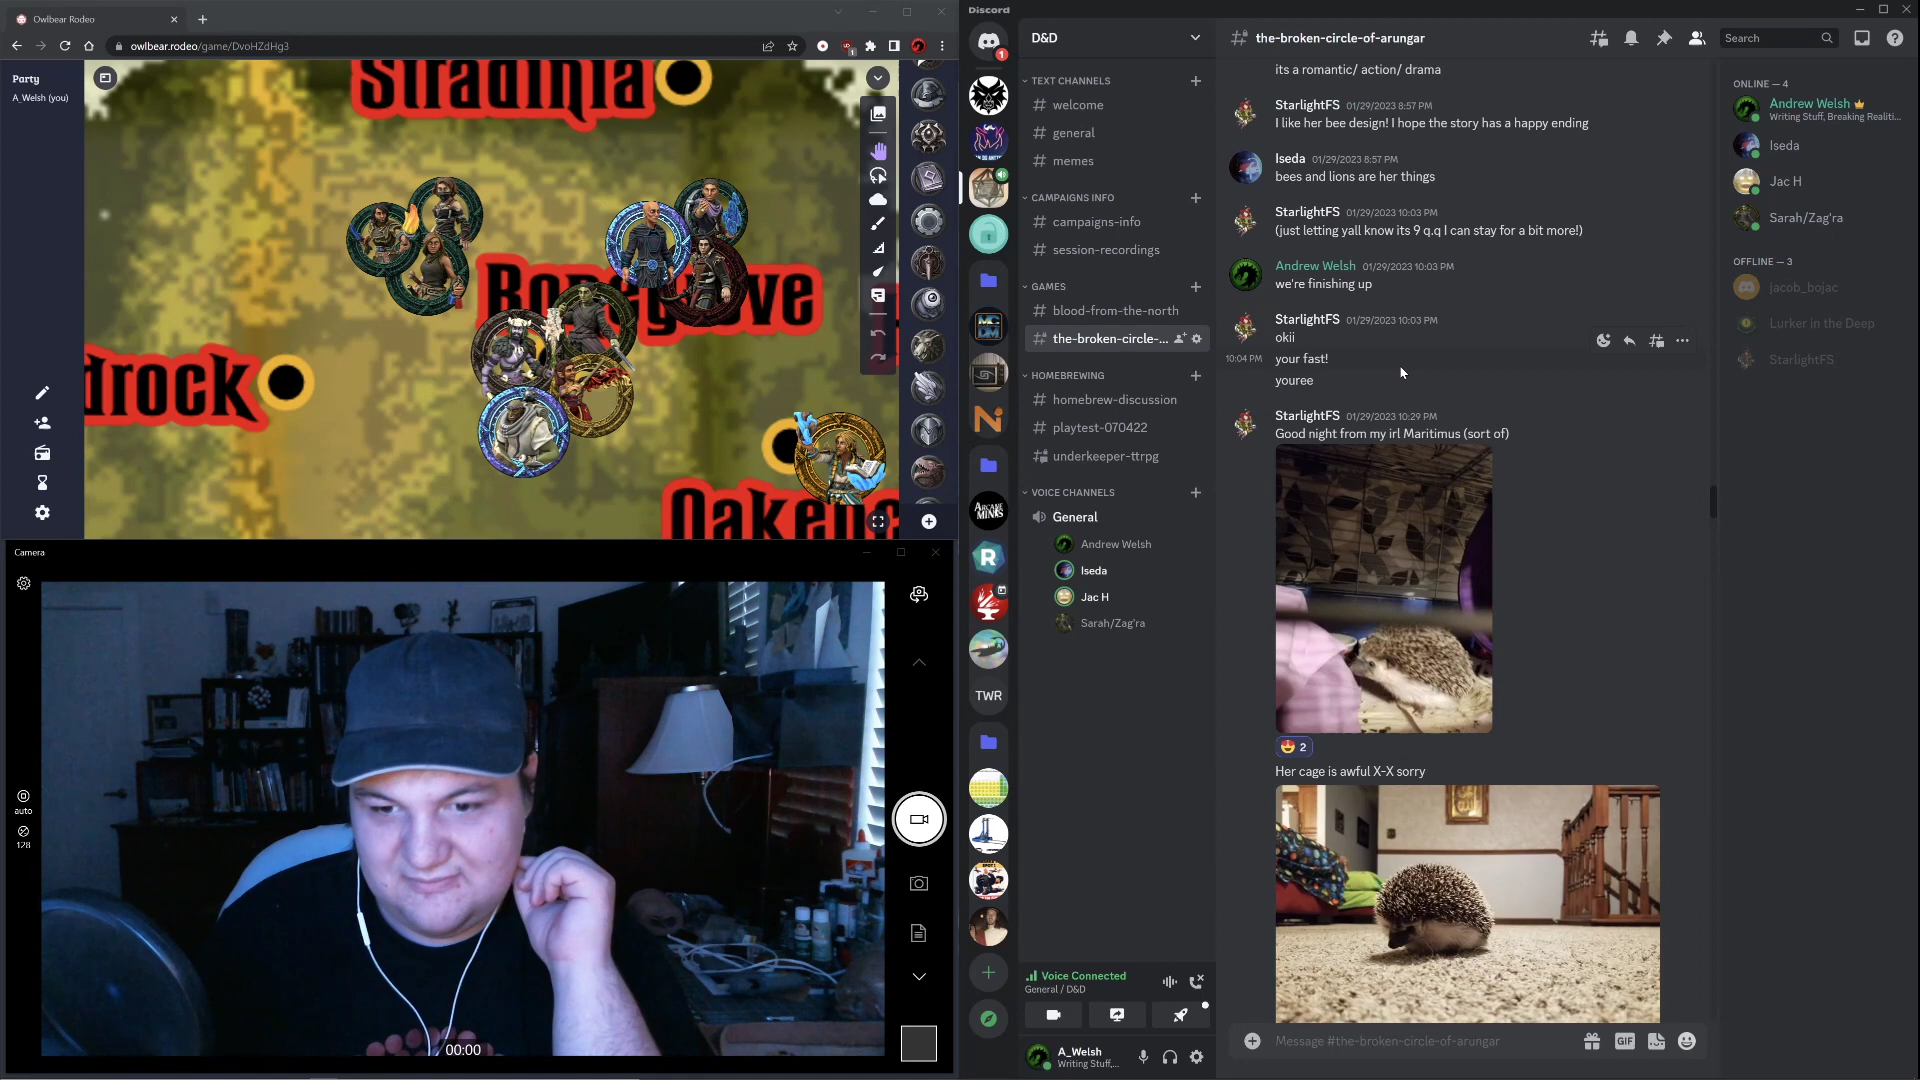 Owlbear Rodeo
owlbear.rodeo/game/DvoHZdHg3
Party
A_Welsh (you)
Stradinia
drock
Camera
auto
128
00:00
Discord
1
D&D
TEXT CHANNELS
welcome
general
memes
CAMPAIGNS INFO
campaigns-info
session-recordings
GAMES
blood-from-the-north
the-broken-circle-...
HOMEBREWING
homebrew-discussion
playtest-070422
underkeeper-ttrpg
VOICE CHANNELS
General
Andrew Welsh
Iseda
Jac H
Sarah/Zag'ra
MCDM
ARCANE MINIS
TWR
Voice Connected
General / D&D
A_Welsh
Writing Stuff,...
the-broken-circle-of-arungar
Search
its a romantic/ action/ drama
StarlightFS 01/29/2023 8:57 PM
I like her bee design! I hope the story has a happy ending
Iseda 01/29/2023 8:57 PM
bees and lions are her things
StarlightFS 01/29/2023 10:03 PM
(just letting yall know its 9 q.q I can stay for a bit more!)
Andrew Welsh 01/29/2023 10:03 PM
we're finishing up
StarlightFS 01/29/2023 10:03 PM
okii
10:04 PM your fast!
youree
StarlightFS 01/29/2023 10:29 PM
Good night from my irl Maritimus (sort of)
2
Her cage is awful X-X sorry
Message #the-broken-circle-of-arungar
GIF
ONLINE — 4
Andrew Welsh
Writing Stuff, Breaking Realiti...
Iseda
Jac H
Sarah/Zag'ra
OFFLINE — 3
jacob_bojac
Lurker in the Deep
StarlightFS